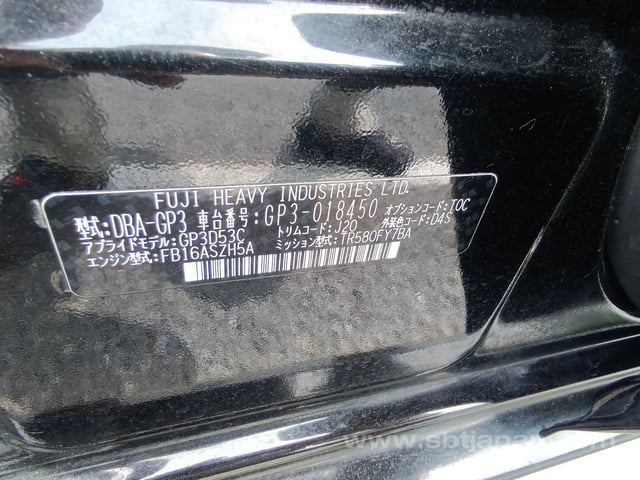 FUJI HEAVY INDUSTRIES LTD.
型式: DBA-GP3 車台番号: GP3-018450 オプションコード: TOC
アプライドモデル: GP3D53C トリムコード: J20 外装色コード: D4S
エンジン型式: FB16ASZH5A ミッション型式: TR580FY7BA
www.sbtjapan.com